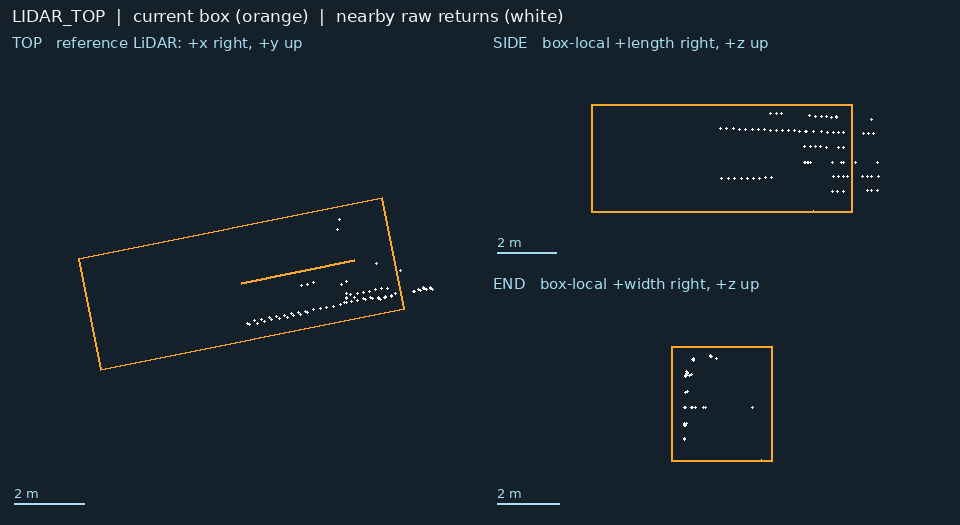 LIDAR_TOP | current box (orange) | nearby raw returns (white)
TOP reference LiDAR: +x right, +y up
SIDE box-local +length right, +z up
2 m
END box-local +width right, +z up
2 m
2 m